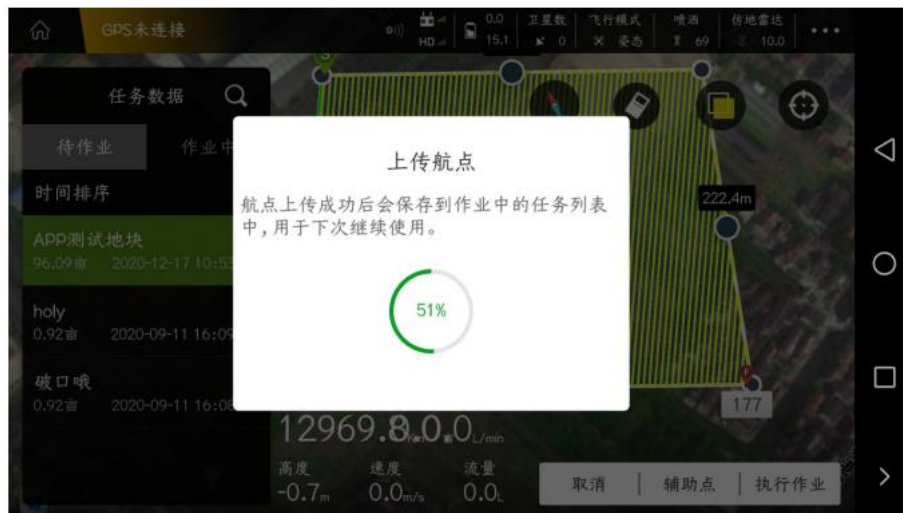 GPS未连接
HD
0.0
15.1
卫星数
0
飞行模式
姿态
喷洒
69
仿地雷达
10.0
任务数据
待作业
作业中
时间排序
APP测试地块
96.09亩 2020-12-17 10:53
holy
0.92亩 2020-09-11 16:09
破口哦
0.92亩 2020-09-11 16:08
上传航点
航点上传成功后会保存到作业中的任务列表
中,用于下次继续使用。
51%
222.4m
177
12969.8 0.0 L/min
高度
-0.7m
速度
0.0m/s
流量
0.0L
取消
辅助点
执行作业